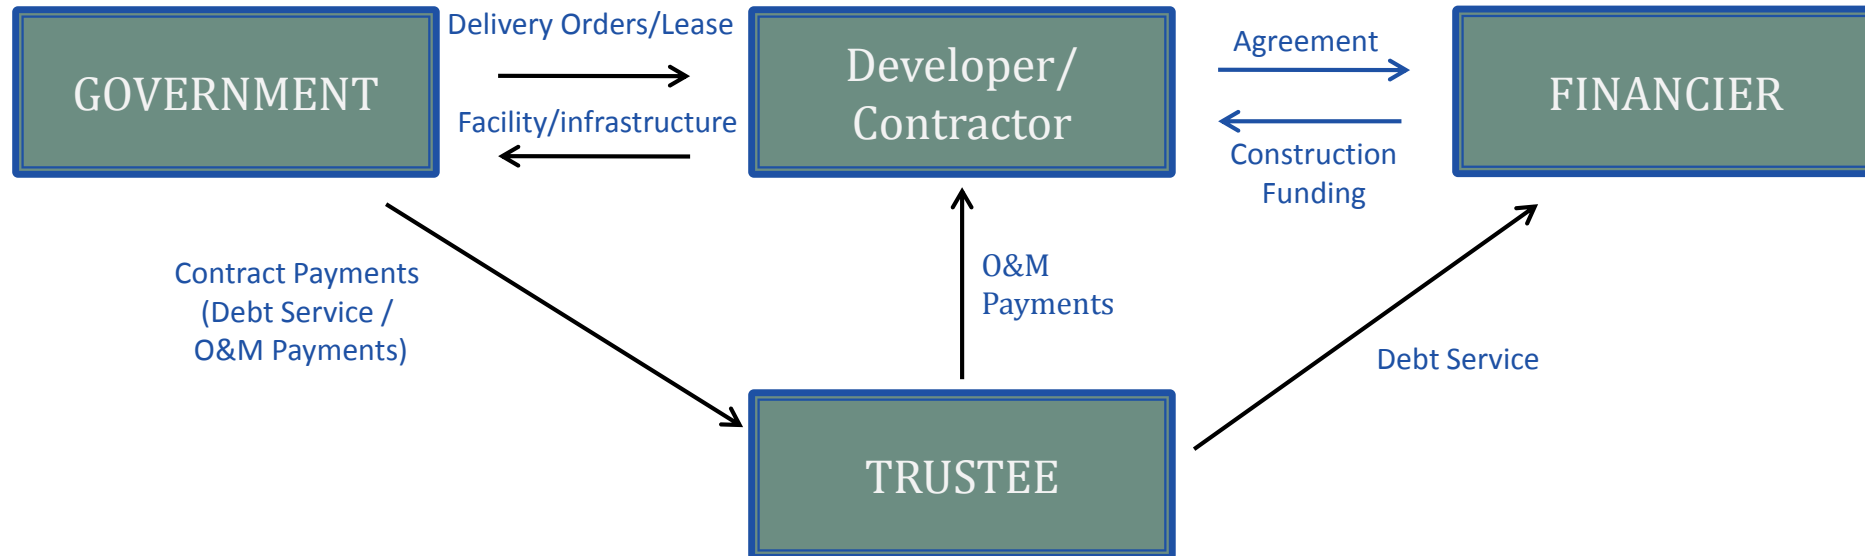 GOVERNMENT
Delivery Orders/Lease
Facility/infrastructure
Developer/
Contractor
Agreement
Construction
Funding
FINANCIER
Contract Payments
(Debt Service /
O&M Payments)
O&M
Payments
Debt Service
TRUSTEE